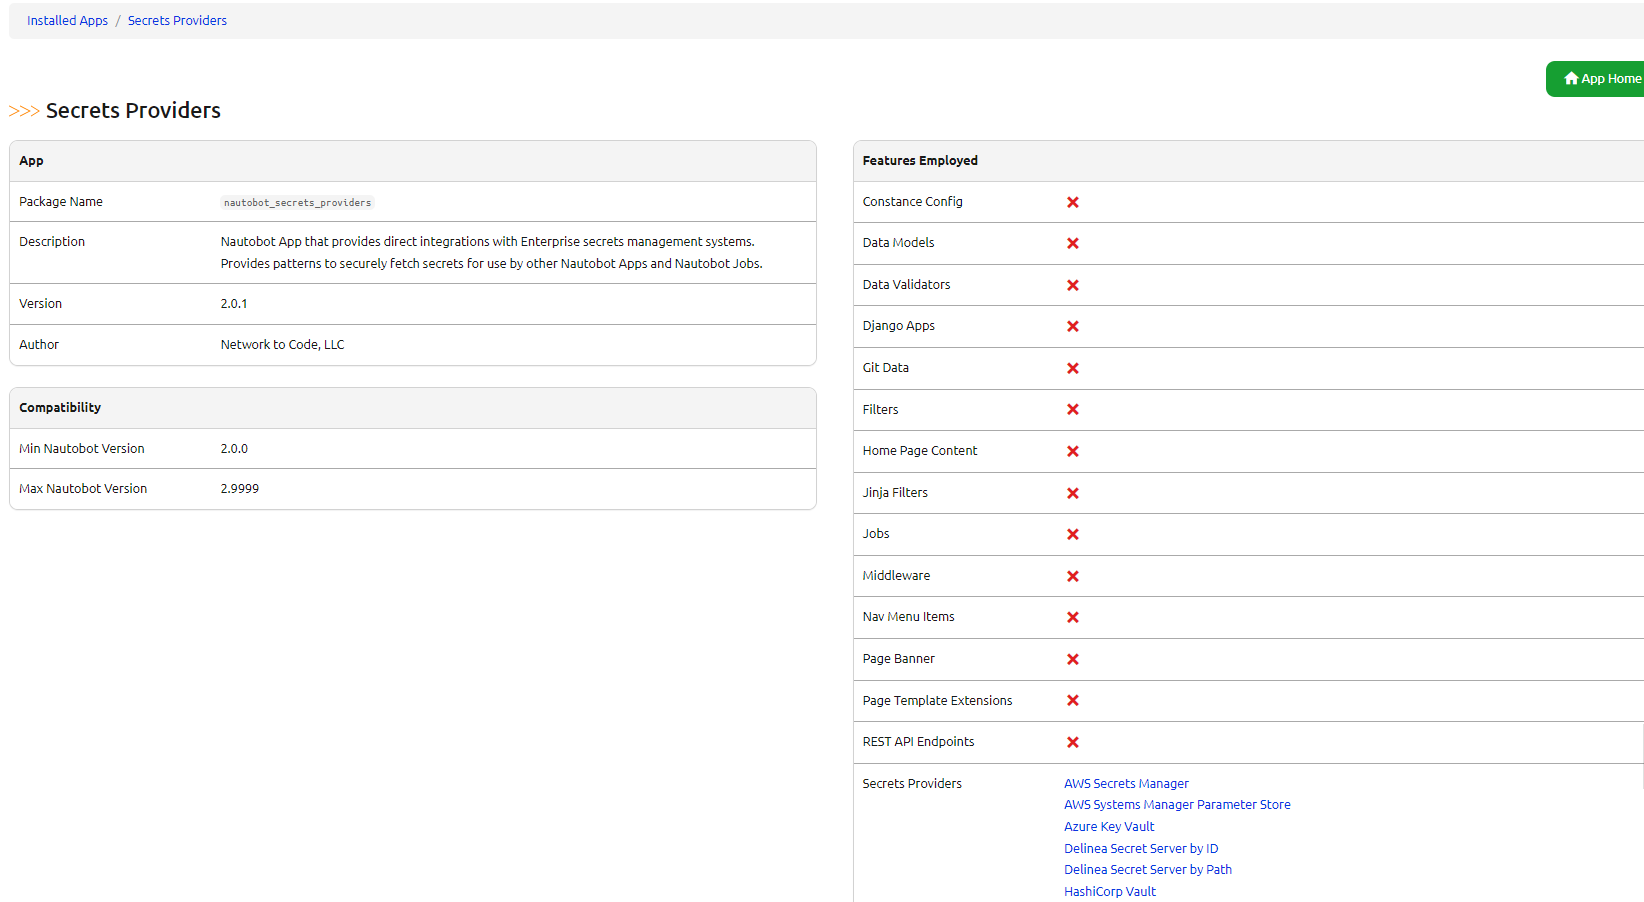 Installed Apps / Secrets Providers
App Home
>>> Secrets Providers
App
Package Name nautobot_secrets_providers
Description Nautobot App that provides direct integrations with Enterprise secrets management systems.
Provides patterns to securely fetch secrets for use by other Nautobot Apps and Nautobot Jobs.
Version 2.0.1
Author Network to Code, LLC
Compatibility
Min Nautobot Version 2.0.0
Max Nautobot Version 2.9999
Features Employed
Constance Config
Data Models
Data Validators
Django Apps
Git Data
Filters
Home Page Content
Jinja Filters
Jobs
Middleware
Nav Menu Items
Page Banner
Page Template Extensions
REST API Endpoints
Secrets Providers AWS Secrets Manager
AWS Systems Manager Parameter Store
Azure Key Vault
Delinea Secret Server by ID
Delinea Secret Server by Path
HashiCorp Vault